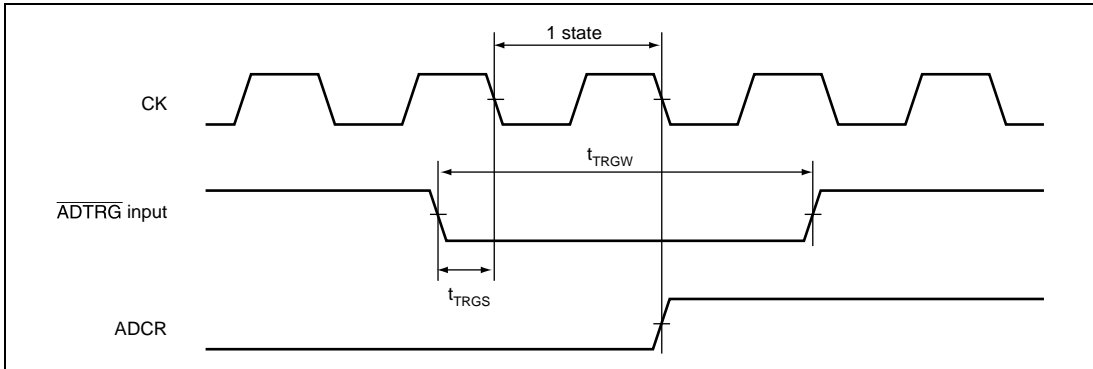 1 state
CK
tTRGW
ADTRG input
tTRGS
ADCR